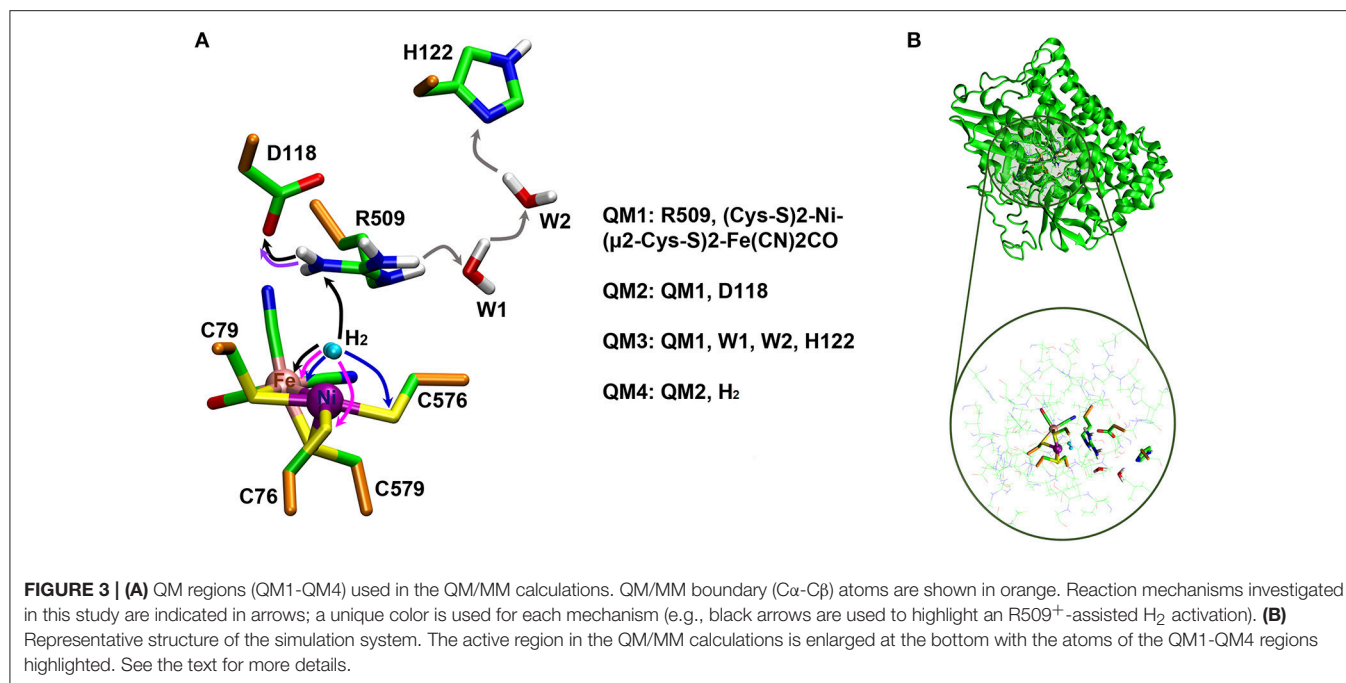 A
B
H122
D118
R509
W2
W1
QM1: R509, (Cys-S)2-Ni-
(µ2-Cys-S)2-Fe(CN)2CO
QM2: QM1, D118
QM3: QM1, W1, W2, H122
QM4: QM2, H₂
C79
H₂
Fe
Ni
C576
C76
C579
FIGURE 3 | (A) QM regions (QM1-QM4) used in the QM/MM calculations. QM/MM boundary (Cα-Cβ) atoms are shown in orange. Reaction mechanisms investigated
in this study are indicated in arrows; a unique color is used for each mechanism (e.g., black arrows are used to highlight an R509⁺-assisted H₂ activation). (B)
Representative structure of the simulation system. The active region in the QM/MM calculations is enlarged at the bottom with the atoms of the QM1-QM4 regions
highlighted. See the text for more details.